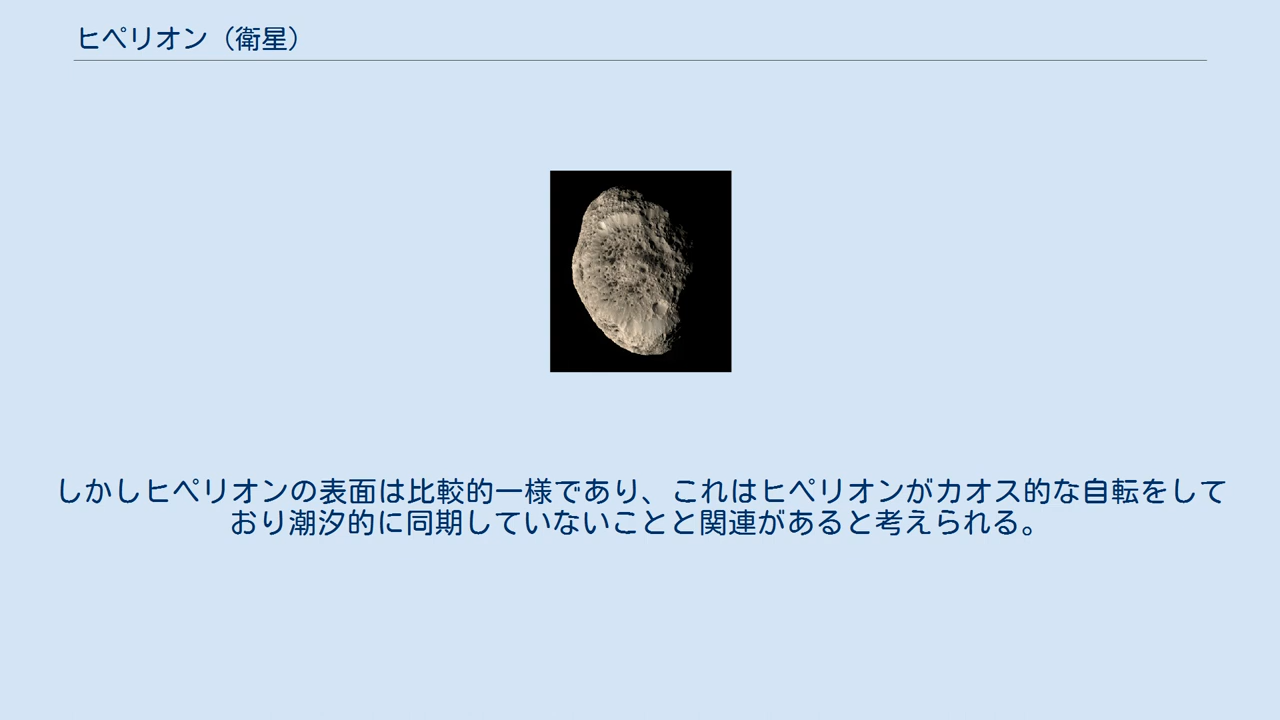 ヒペリオン（衛星）
しかしヒペリオンの表面は比較的一様であり、これはヒペリオンがカオス的な自転をして
おり潮汐的に同期していないことと関連があると考えられる。